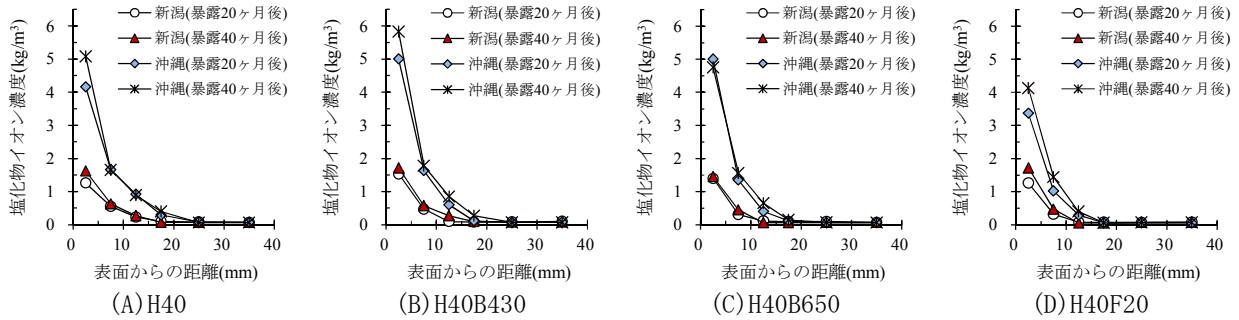 塩化物イオン濃度(kg/m³)
6
5
4
3
2
1
0
新潟(暴露20ヶ月後)
新潟(暴露40ヶ月後)
沖縄(暴露20ヶ月後)
沖縄(暴露40ヶ月後)
0 10 20 30 40
表面からの距離(mm)
(A)H40
塩化物イオン濃度(kg/m³)
6
5
4
3
2
1
0
新潟(暴露20ヶ月後)
新潟(暴露40ヶ月後)
沖縄(暴露20ヶ月後)
沖縄(暴露40ヶ月後)
0 10 20 30 40
表面からの距離(mm)
(B)H40B430
塩化物イオン濃度(kg/m³)
6
5
4
3
2
1
0
新潟(暴露20ヶ月後)
新潟(暴露40ヶ月後)
沖縄(暴露20ヶ月後)
沖縄(暴露40ヶ月後)
0 10 20 30 40
表面からの距離(mm)
(C)H40B650
塩化物イオン濃度(kg/m³)
6
5
4
3
2
1
0
新潟(暴露20ヶ月後)
新潟(暴露40ヶ月後)
沖縄(暴露20ヶ月後)
沖縄(暴露40ヶ月後)
0 10 20 30 40
表面からの距離(mm)
(D)H40F20